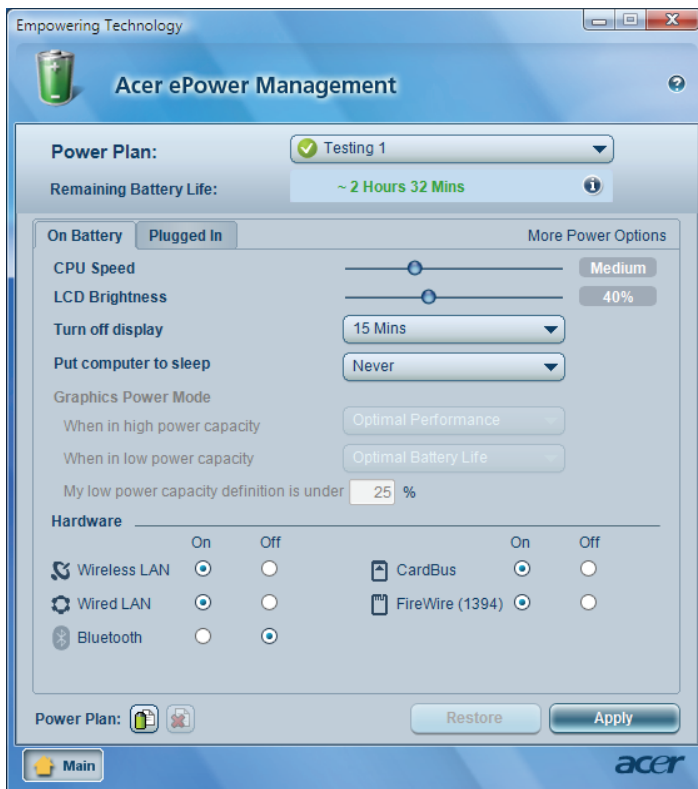 Empowering Technology
Acer ePower Management
Power Plan: Testing 1
Remaining Battery Life: ~ 2 Hours 32 Mins
On Battery Plugged In More Power Options
CPU Speed Medium
LCD Brightness 40%
Turn off display 15 Mins
Put computer to sleep Never
Graphics Power Mode
When in high power capacity Optimal Performance
When in low power capacity Optimal Battery Life
My low power capacity definition is under 25 %
Hardware
On Off On Off
Wireless LAN CardBus
Wired LAN FireWire (1394)
Bluetooth
Power Plan: Restore Apply
Main acer